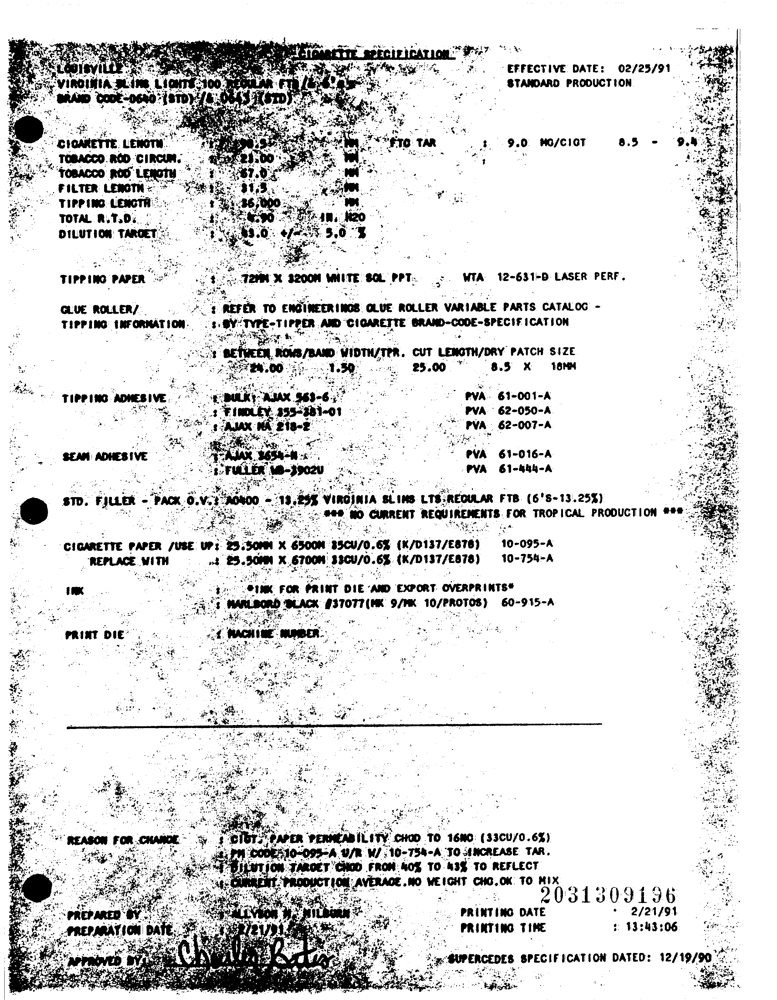 CIGARETTE SPECIFICATION
LOUISVILLE EFFECTIVE DATE: 02/25/91
VIRGINIA SLIMS LIGHTS 100 REGULAR FTB STANDARD PRODUCTION
BRAND CODE-0640 (STD) & 0643 (STD)
CIGARETTE LENGTH : 98.5 MM FTG TAR : 9.0 MG/CIGT 8.5 - 9.4
TOBACCO ROD CIRCUM. : 23.00 MM
TOBACCO ROD LENGTH : 67.0 MM
FILTER LENGTH : 31.5 MM
TIPPING LENGTH : 36.000 MM
TOTAL R.T.D. : 4.90 IN. H2O
DILUTION TARGET : 43.0 +/- 5.0 %
TIPPING PAPER : 72MM X 3200M WHITE SOL PPT. WTA 12-631-D LASER PERF.
GLUE ROLLER/ : REFER TO ENGINEERINGS GLUE ROLLER VARIABLE PARTS CATALOG -
TIPPING INFORMATION : BY TYPE-TIPPER AND CIGARETTE BRAND-CODE-SPECIFICATION
: BETWEEN ROWS/BAND WIDTH/TPR. CUT LENGTH/DRY PATCH SIZE
24.00 1.50 25.00 8.5 X 18MM
TIPPING ADHESIVE : BULK: AJAX 563-6 PVA 61-001-A
: FINDLEY 355-381-01 PVA 62-050-A
: AJAX NA 218-2 PVA 62-007-A
SEAM ADHESIVE : AJAX 3654-N PVA 61-016-A
: FULLER WB-3902U PVA 61-444-A
STD. FILLER - PACK O.V.: A0400 - 13.25% VIRGINIA SLIMS LTS REGULAR FTB (6'S-13.25%)
*** NO CURRENT REQUIREMENTS FOR TROPICAL PRODUCTION ***
CIGARETTE PAPER /USE UP: 25.50MM X 6500M 35CU/0.6% (K/D137/E878) 10-095-A
REPLACE WITH : 25.50MM X 6700M 33CU/0.6% (K/D137/E878) 10-754-A
INK : *INK FOR PRINT DIE AND EXPORT OVERPRINTS*
: MARLBORO BLACK #37077(MK 9/MK 10/PROTOS) 60-915-A
PRINT DIE : MACHINE NUMBER.
REASON FOR CHANGE : CIGT. PAPER PERMEABILITY CHGD TO 16NC (33CU/0.6%)
: PM CODE 10-095-A U/R W/ 10-754-A TO INCREASE TAR.
: DILUTION TARGET CHGD FROM 40% TO 43% TO REFLECT
: CURRENT PRODUCTION AVERAGE.NO WEIGHT CHG.OK TO MIX
2031309196
PREPARED BY : ALLYSON H. MILBURN PRINTING DATE : 2/21/91
PREPARATION DATE : 2/21/91 PRINTING TIME : 13:43:06
APPROVED BY: Charles Bates SUPERCEDES SPECIFICATION DATED: 12/19/90